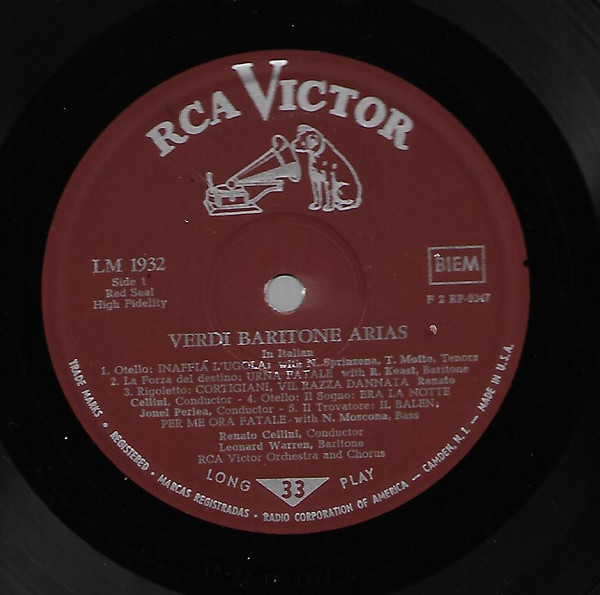 RCA VICTOR
LM 1932
Side 1
Red Seal
High Fidelity
BIEM
F 2 RP-0347
VERDI BARITONE ARIAS
In Italian
1. Otello: INAFFIÁ L'UGOLA: with N. Sprinzena, T. Motto, Tenors
2. La Forza del destino: URNA FATALE with R. Keast, Baritone
3. Rigoletto: CORTIGIANI, VIL RAZZA DANNATA Renato
Cellini, Conductor - 4. Otello: Il Sogno: ERA LA NOTTE
Jonel Perlea, Conductor - 5. Il Trovatore: IL BALEN,
PER ME ORA FATALE - with N. Moscona, Bass
Renato Cellini, Conductor
Leonard Warren, Baritone
RCA Victor Orchestra and Chorus
LONG 33 PLAY
TRADE MARKS • REGISTERED • MARCAS REGISTRADAS • RADIO CORPORATION OF AMERICA — CAMDEN, N.J. — MADE IN U.S.A.